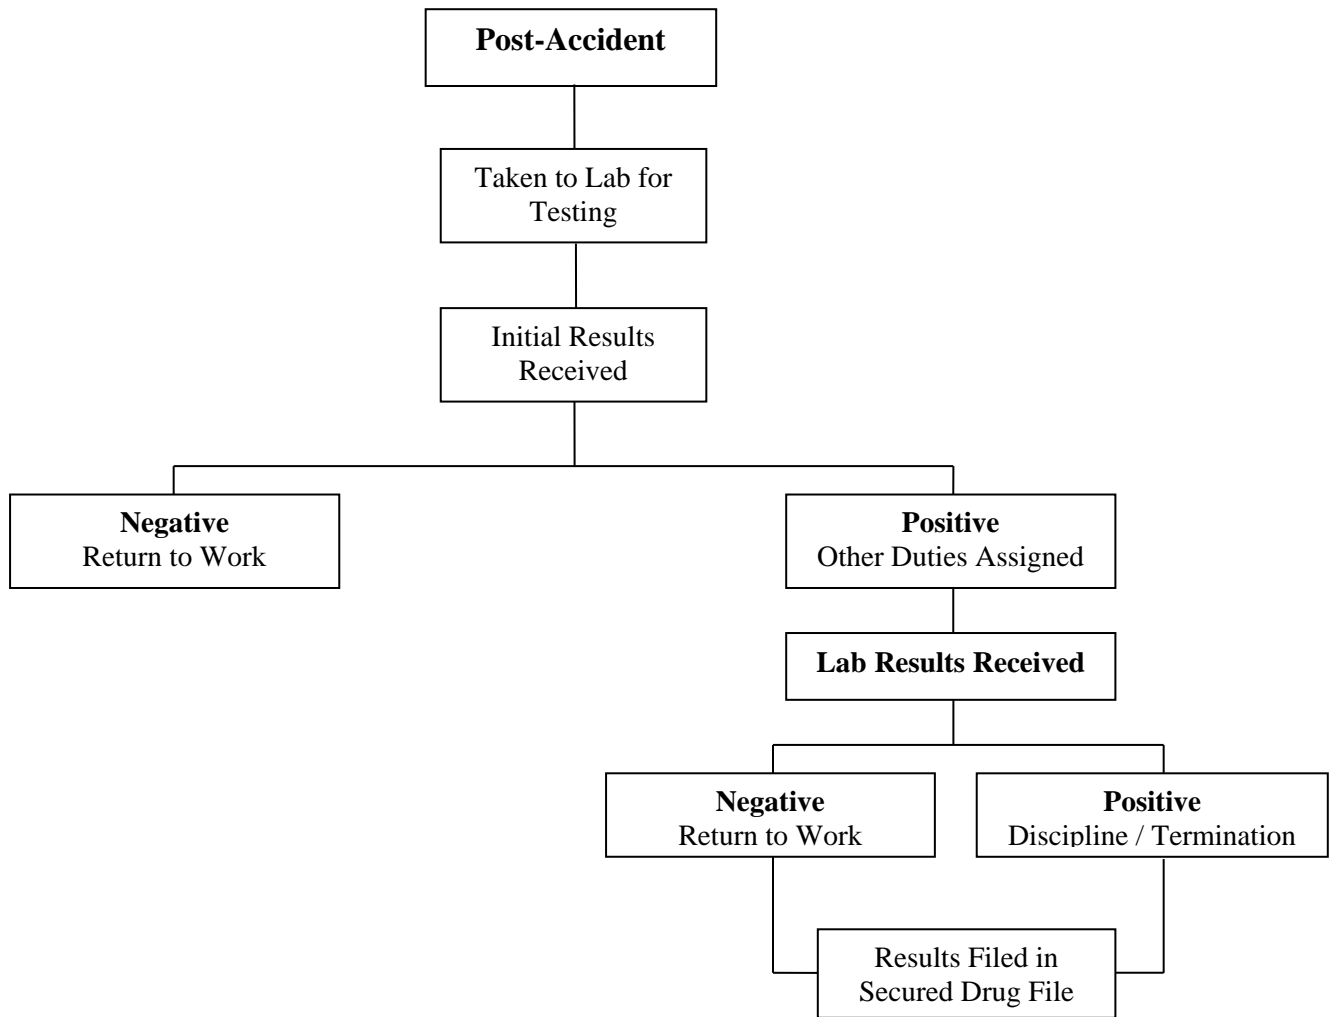 Post-Accident
Taken to Lab for
Testing
Initial Results
Received
Negative
Return to Work
Positive
Other Duties Assigned
Lab Results Received
Negative
Return to Work
Positive
Discipline / Termination
Results Filed in
Secured Drug File